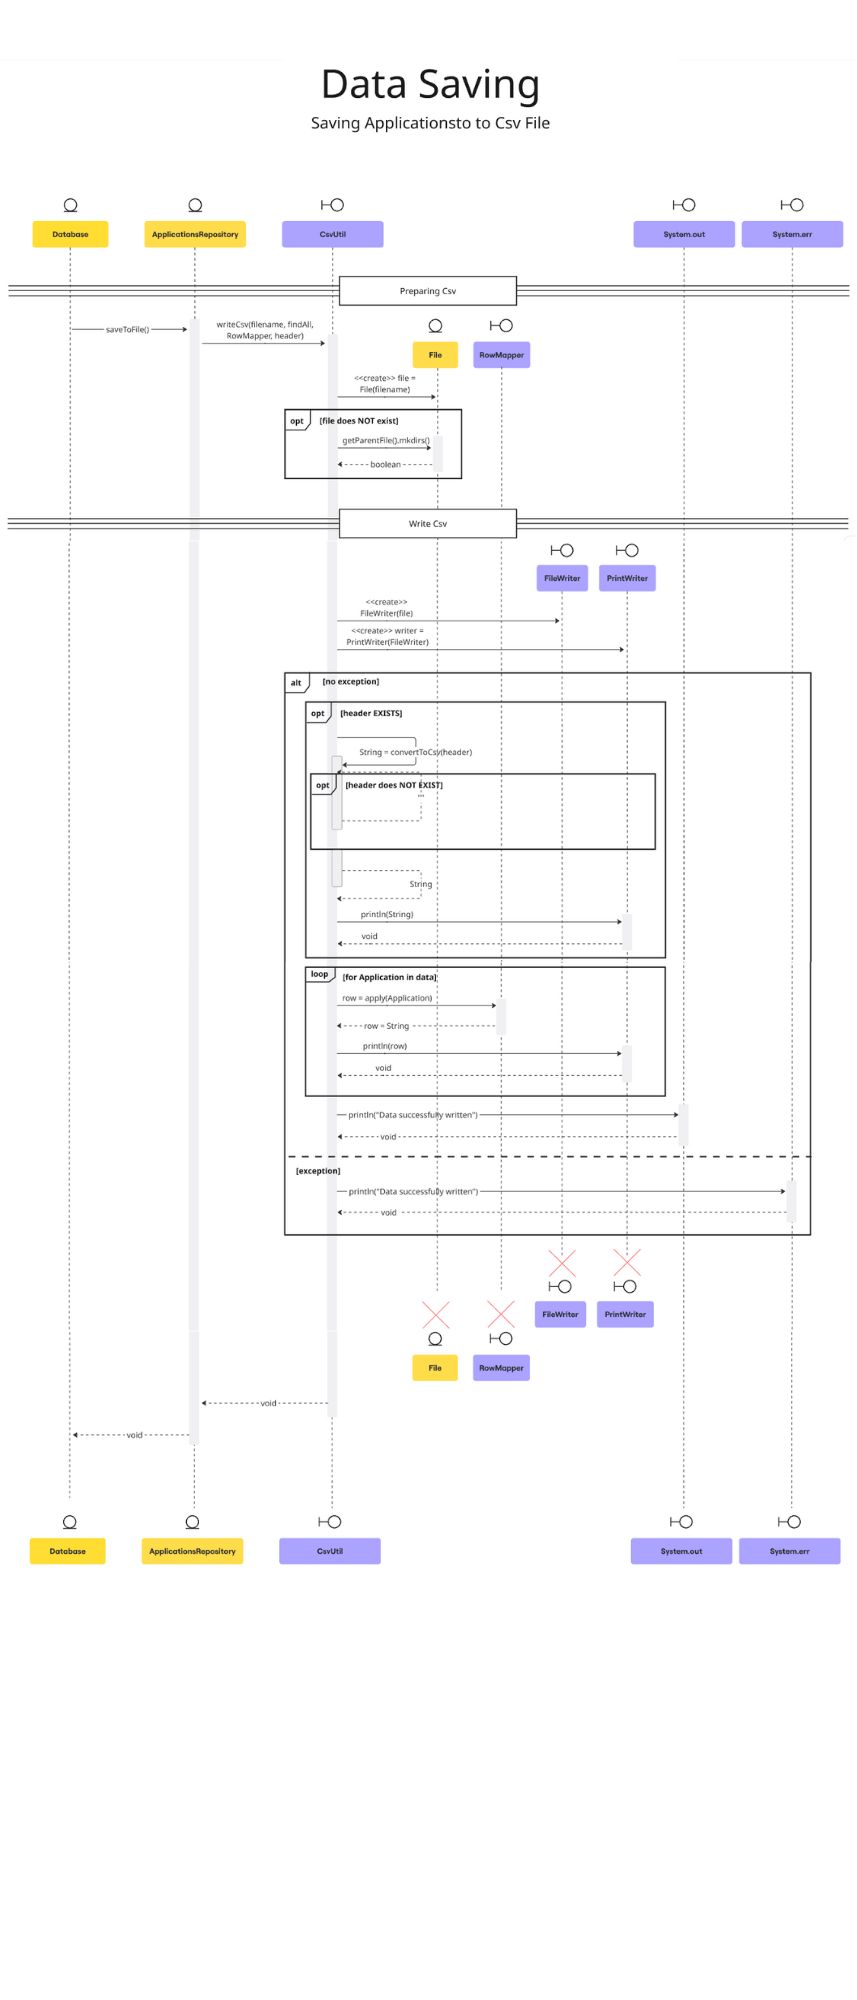 Data Saving
Saving Applicationsto to Csv File
Database
ApplicationsRepository
CsvUtil
System.out
System.err
Preparing Csv
saveToFile()
writeCsv(filename, findAll,
RowMapper, header)
File
RowMapper
<<create>> file =
File(filename)
opt
[file does NOT exist]
getParentFile().mkdirs()
boolean
Write Csv
FileWriter
PrintWriter
<<create>>
FileWriter(file)
<<create>> writer =
PrintWriter(FileWriter)
alt
[no exception]
opt
[header EXISTS]
String = convertToCsv(header)
opt
[header does NOT EXIST]
""
String
println(String)
void
loop
[for Application in data]
row = apply(Application)
row = String
println(row)
void
println("Data successfully written")
void
[exception]
println("Data successfully written")
void
FileWriter
PrintWriter
File
RowMapper
void
void
Database
ApplicationsRepository
CsvUtil
System.out
System.err